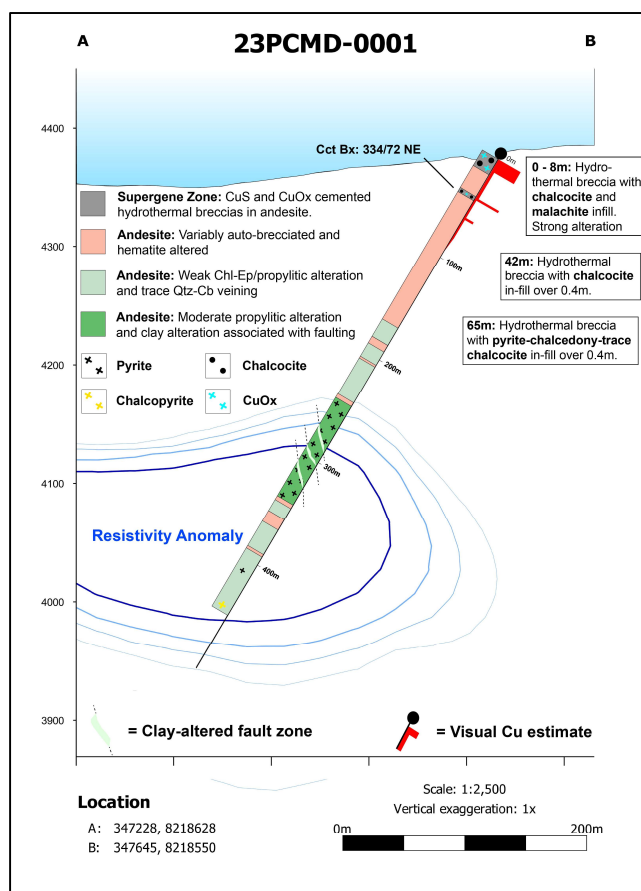 23PCMD-0001
A
B
4400
4300
4200
4100
4000
3900
Cct Bx: 334/72 NE
0m
100m
200m
300m
400m
0 - 8m: Hydro-
thermal breccia with
chalcocite and
malachite infill.
Strong alteration
42m: Hydrothermal
breccia with chalcocite
in-fill over 0.4m.
65m: Hydrothermal breccia
with pyrite-chalcedony-trace
chalcocite in-fill over 0.4m.
Supergene Zone: CuS and CuOx cemented
hydrothermal breccias in andesite.
Andesite: Variably auto-brecciated and
hematite altered
Andesite: Weak Chl-Ep/propylitic alteration
and trace Qtz-Cb veining
Andesite: Moderate propylitic alteration
and clay alteration associated with faulting
Pyrite
Chalcocite
Chalcopyrite
CuOx
Resistivity Anomaly
= Clay-altered fault zone
= Visual Cu estimate
Location
A: 347228, 8218628
B: 347645, 8218550
Scale: 1:2,500
Vertical exaggeration: 1x
0m
200m